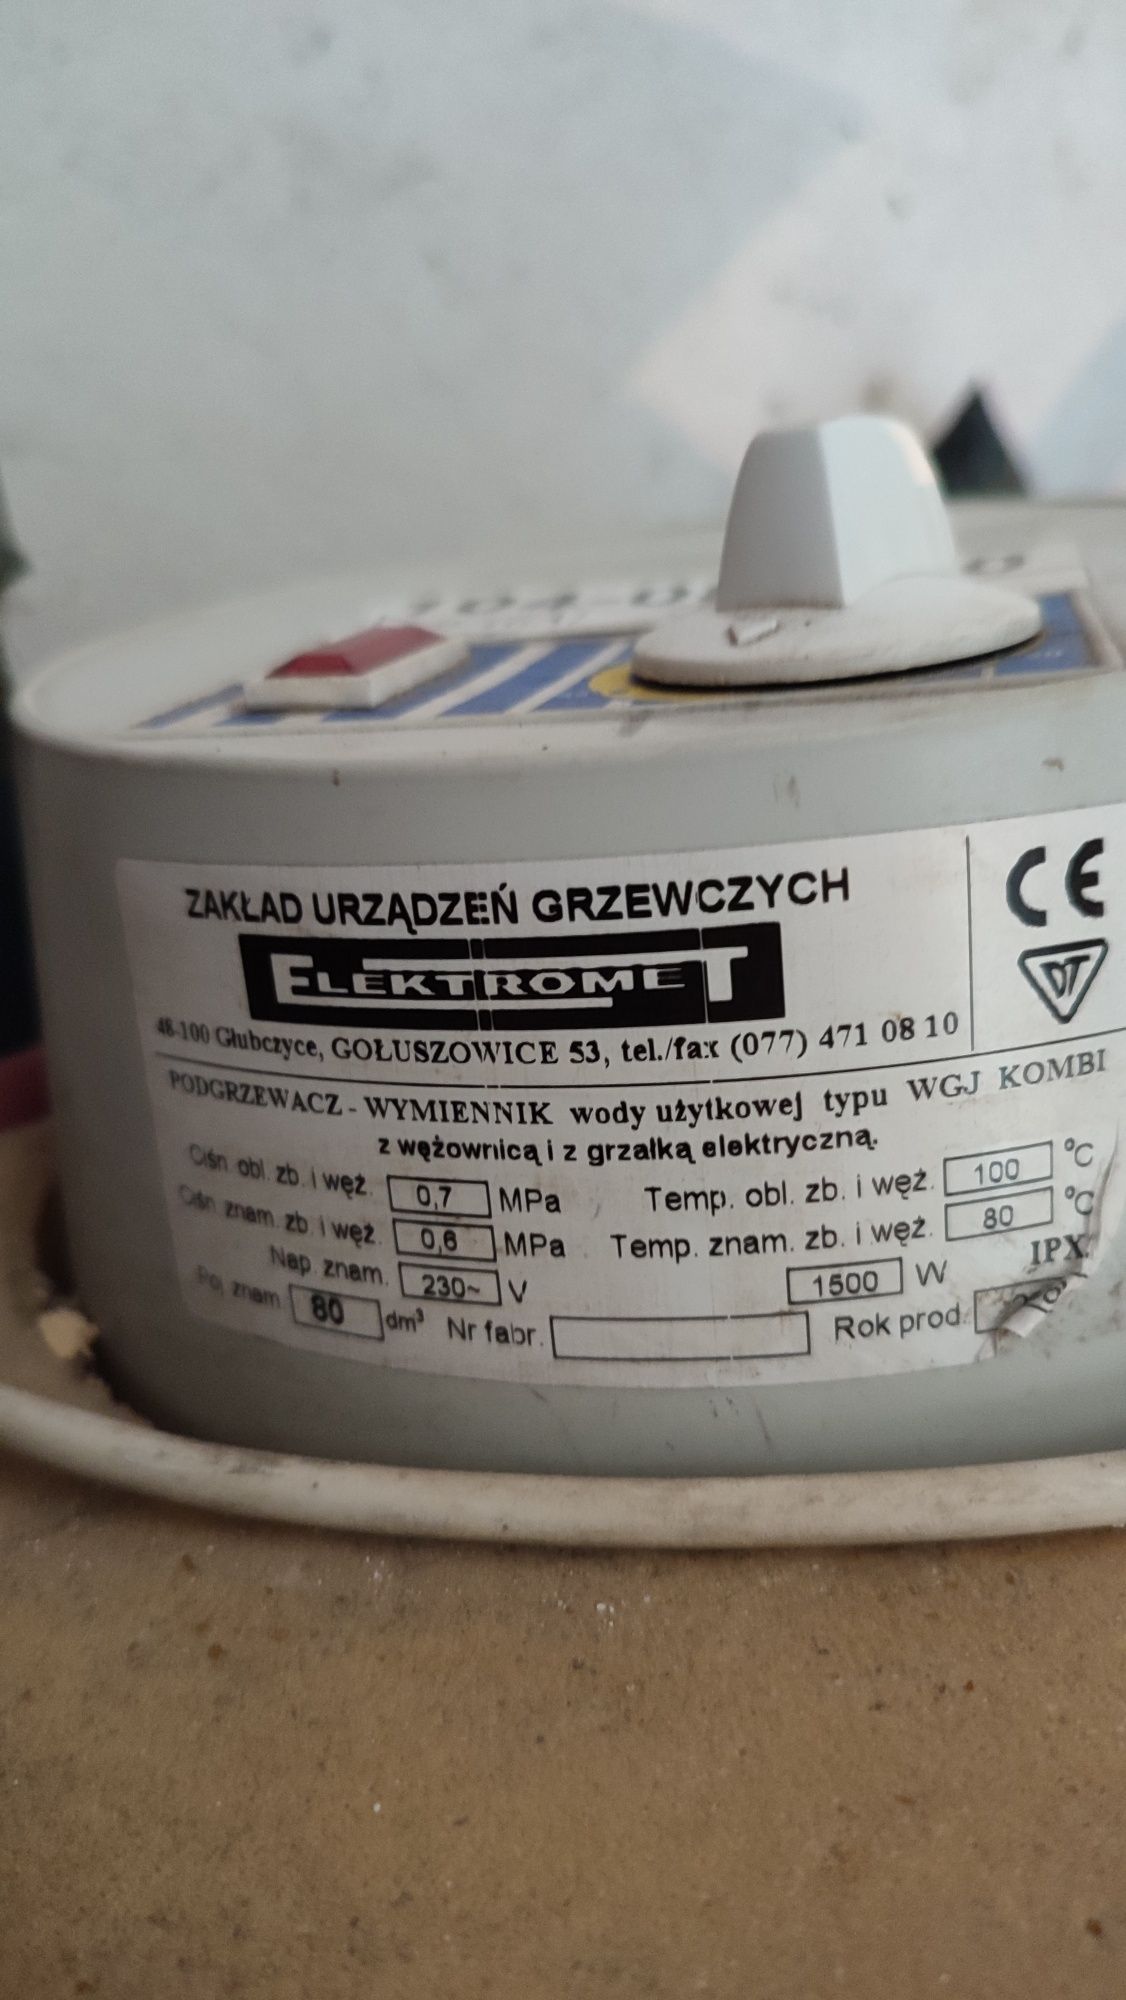 ZAKŁAD URZĄDZEŃ GRZEWCZYCH
CE
ELEKTROMET
DT
48-100 Głubczyce, GOŁUSZOWICE 53, tel./fax (077) 471 08 10
PODGRZEWACZ - WYMIENNIK wody użytkowej typu WGJ KOMBI
z wężownicą i z grzałką elektryczną.
Ciśn obl. zb. i węż. 0,7 MPa Temp. obl. zb. i węż. 100 °C
Ciśn. znam. zb. i węż. 0,6 MPa Temp. znam. zb. i węż. 80 °C
Nap. znam. 230~ V 1500 W IPX
Poj. znam. 80 dm³ Nr fabr. Rok prod.